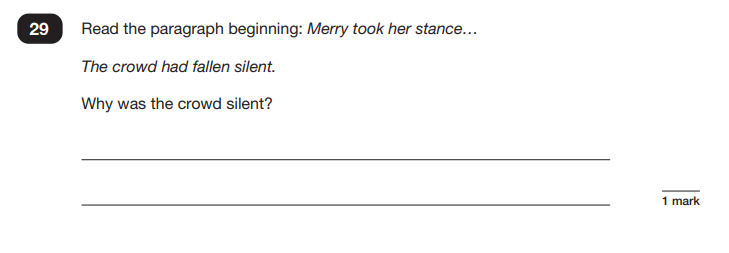 29 Read the paragraph beginning: Merry took her stance…
The crowd had fallen silent.
Why was the crowd silent?
1 mark